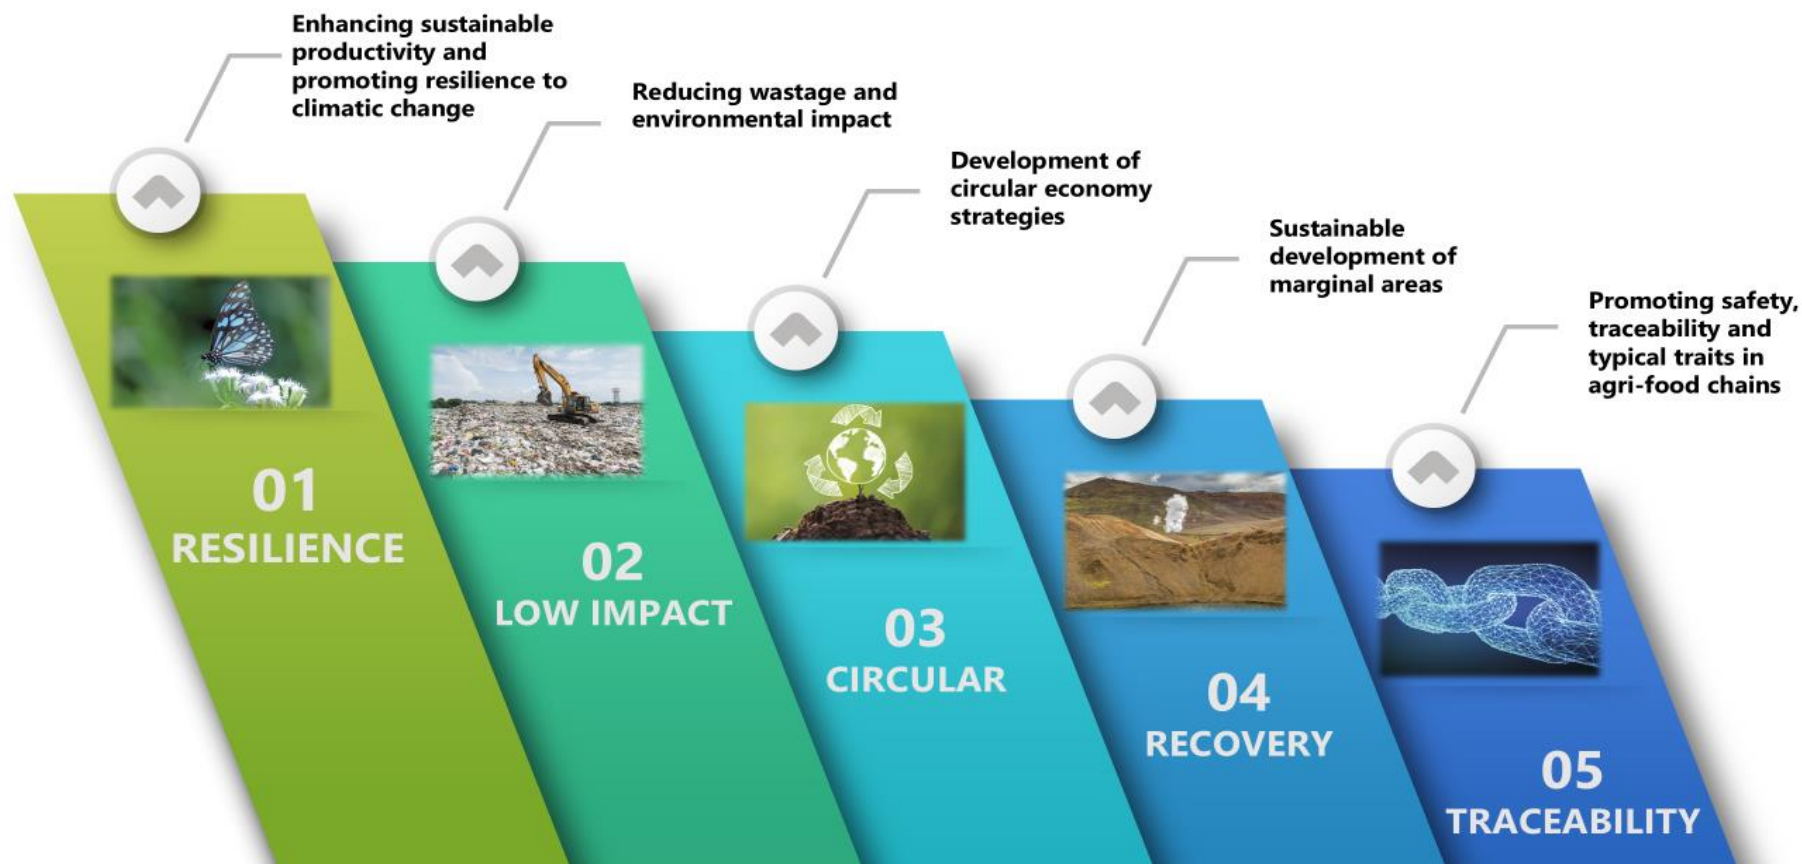 Enhancing sustainable
productivity and
promoting resilience to
climatic change
Reducing wastage and
environmental impact
Development of
circular economy
strategies
Sustainable
development of
marginal areas
Promoting safety,
traceability and
typical traits in
agri-food chains
01
RESILIENCE
02
LOW IMPACT
03
CIRCULAR
04
RECOVERY
05
TRACEABILITY